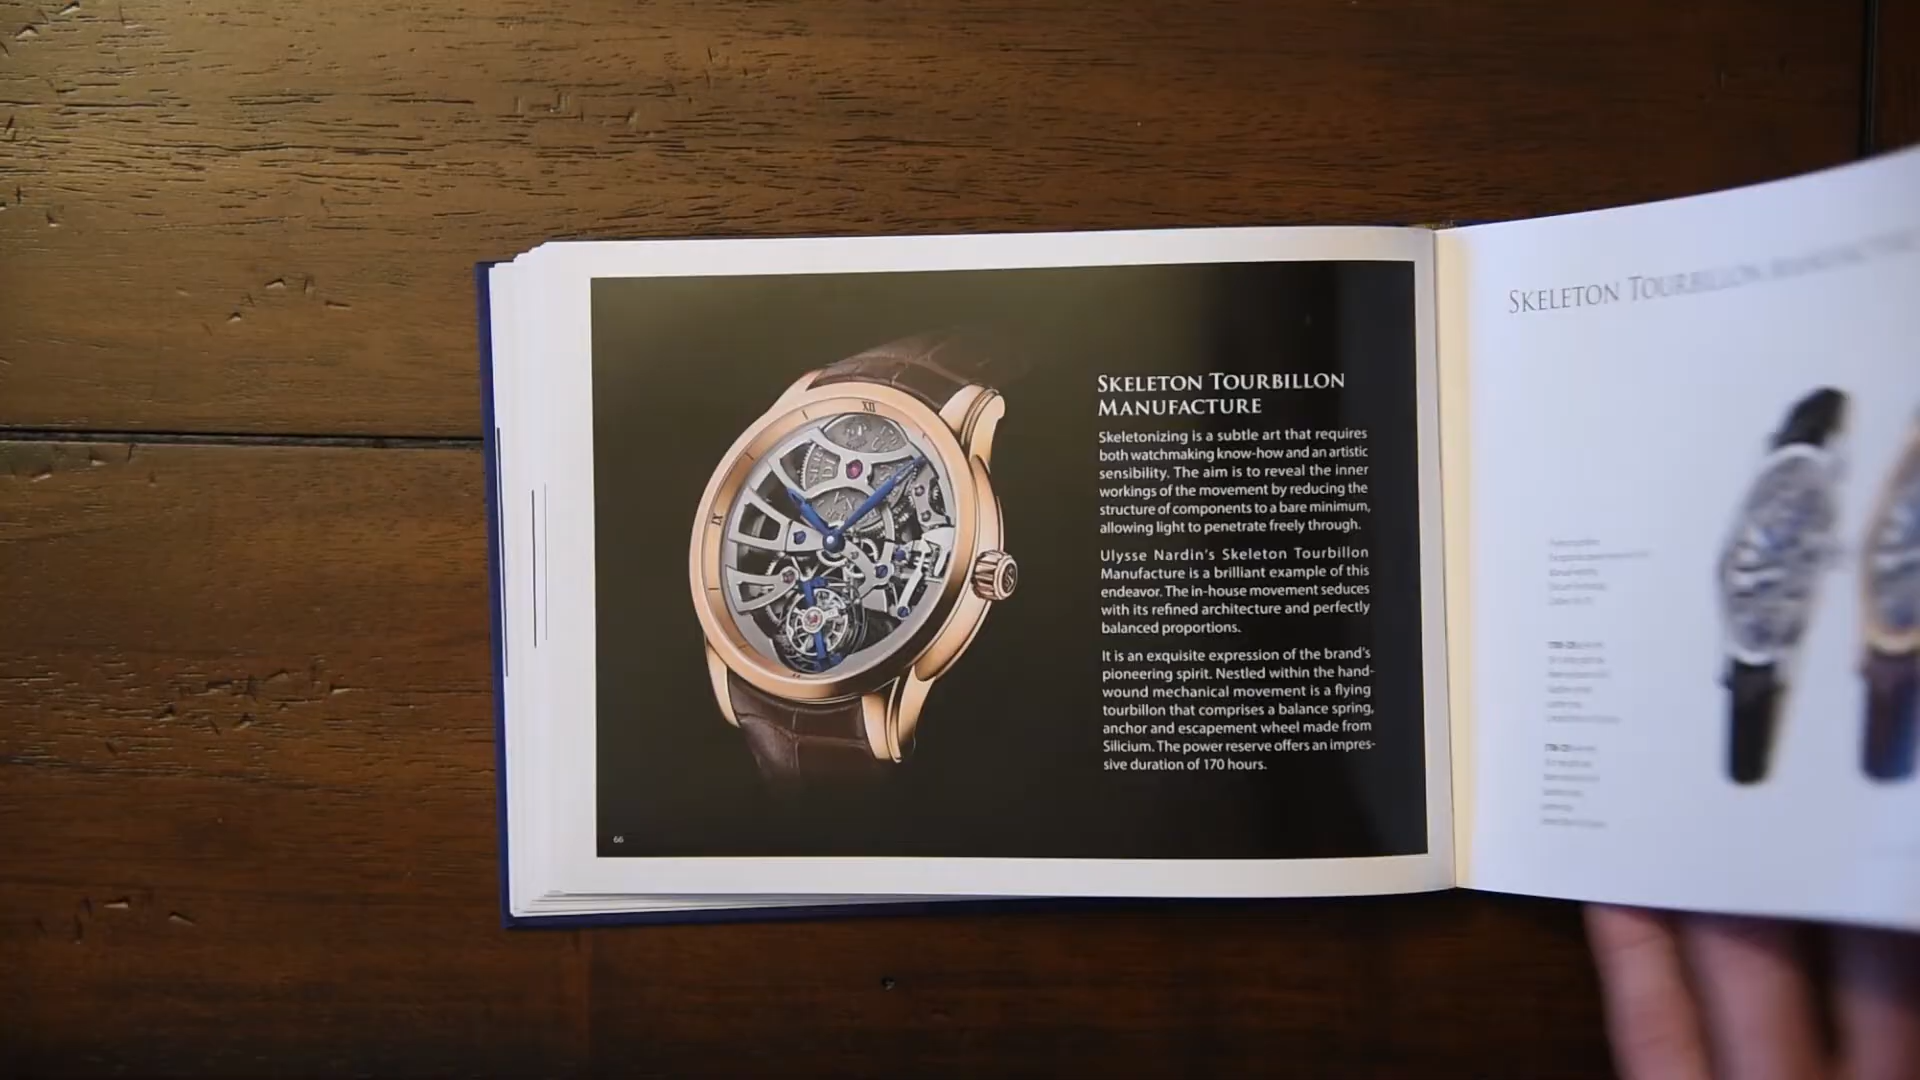 SKELETON TOURBILLON
MANUFACTURE
Skeletonizing is a subtle art that requires
both watchmaking know-how and an artistic
sensibility. The aim is to reveal the inner
workings of the movement by reducing the
structure of components to a bare minimum,
allowing light to penetrate freely through.
Ulysse Nardin's Skeleton Tourbillon
Manufacture is a brilliant example of this
endeavor. The in-house movement seduces
with its refined architecture and perfectly
balanced proportions.
It is an exquisite expression of the brand's
pioneering spirit. Nestled within the hand-
wound mechanical movement is a flying
tourbillon that comprises a balance spring,
anchor and escapement wheel made from
Silicium. The power reserve offers an impres-
sive duration of 170 hours.
66
XII
IX
SKELETON TOURBILLON MANUFACTURE